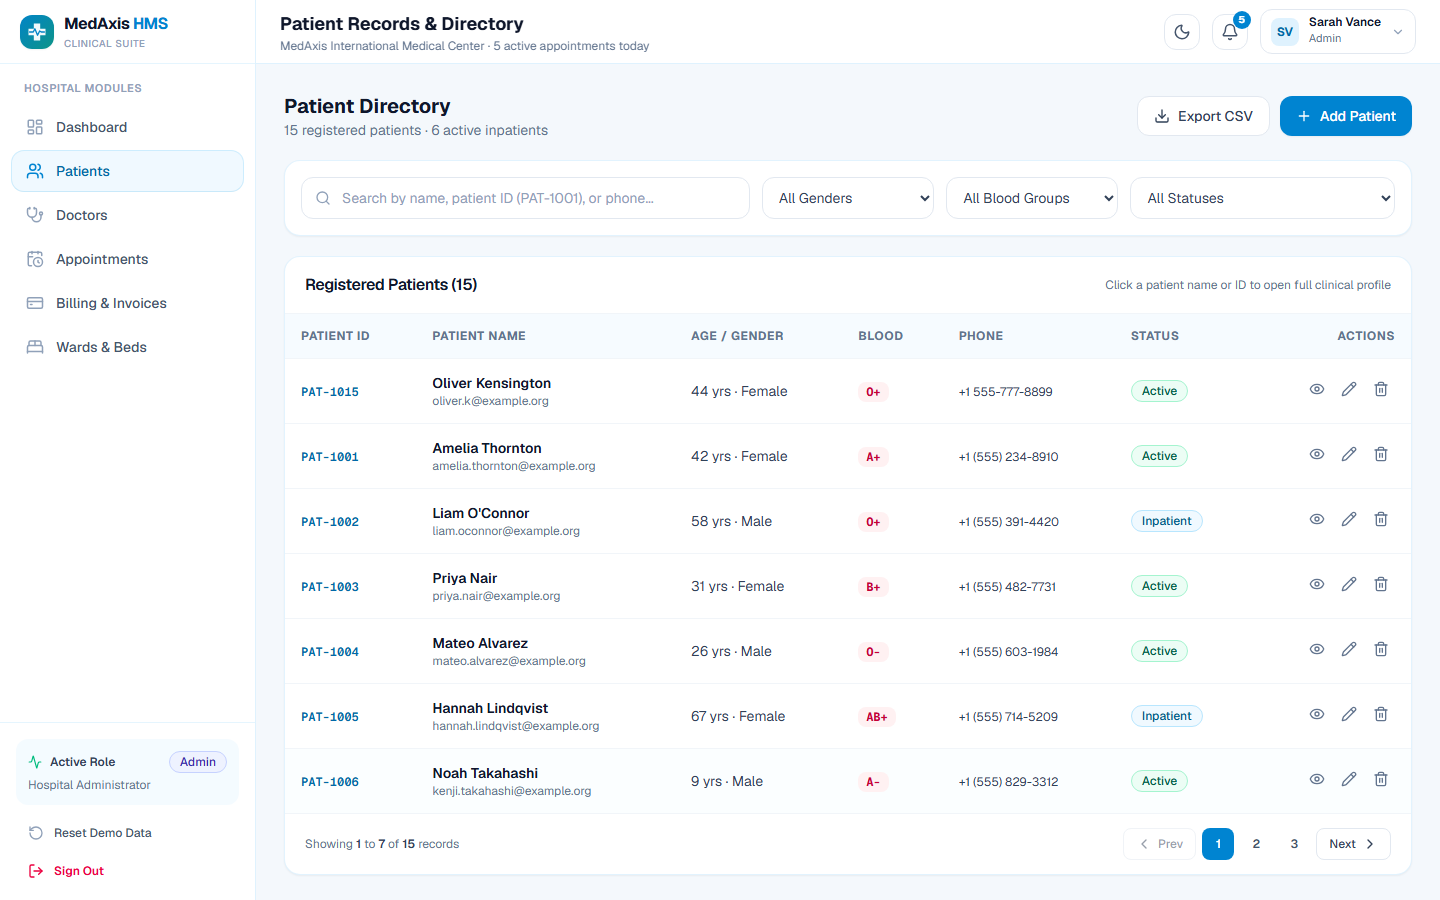 MedAxis HMS
CLINICAL SUITE
HOSPITAL MODULES
Dashboard
Patients
Doctors
Appointments
Billing & Invoices
Wards & Beds
Active Role
Admin
Hospital Administrator
Reset Demo Data
Sign Out
Patient Records & Directory
MedAxis International Medical Center · 5 active appointments today
5
SV
Sarah Vance
Admin
Patient Directory
15 registered patients · 6 active inpatients
Export CSV
Add Patient
Search by name, patient ID (PAT-1001), or phone...
All Genders
All Blood Groups
All Statuses
Registered Patients (15)
Click a patient name or ID to open full clinical profile
PATIENT ID PATIENT NAME AGE / GENDER BLOOD PHONE STATUS ACTIONS
PAT-1015 Oliver Kensington 44 yrs · Female O+ +1 555-777-8899 Active
oliver.k@example.org
PAT-1001 Amelia Thornton 42 yrs · Female A+ +1 (555) 234-8910 Active
amelia.thornton@example.org
PAT-1002 Liam O'Connor 58 yrs · Male O+ +1 (555) 391-4420 Inpatient
liam.oconnor@example.org
PAT-1003 Priya Nair 31 yrs · Female B+ +1 (555) 482-7731 Active
priya.nair@example.org
PAT-1004 Mateo Alvarez 26 yrs · Male O- +1 (555) 603-1984 Active
mateo.alvarez@example.org
PAT-1005 Hannah Lindqvist 67 yrs · Female AB+ +1 (555) 714-5209 Inpatient
hannah.lindqvist@example.org
PAT-1006 Noah Takahashi 9 yrs · Male A- +1 (555) 829-3312 Active
kenji.takahashi@example.org
Showing 1 to 7 of 15 records
Prev 1 2 3 Next